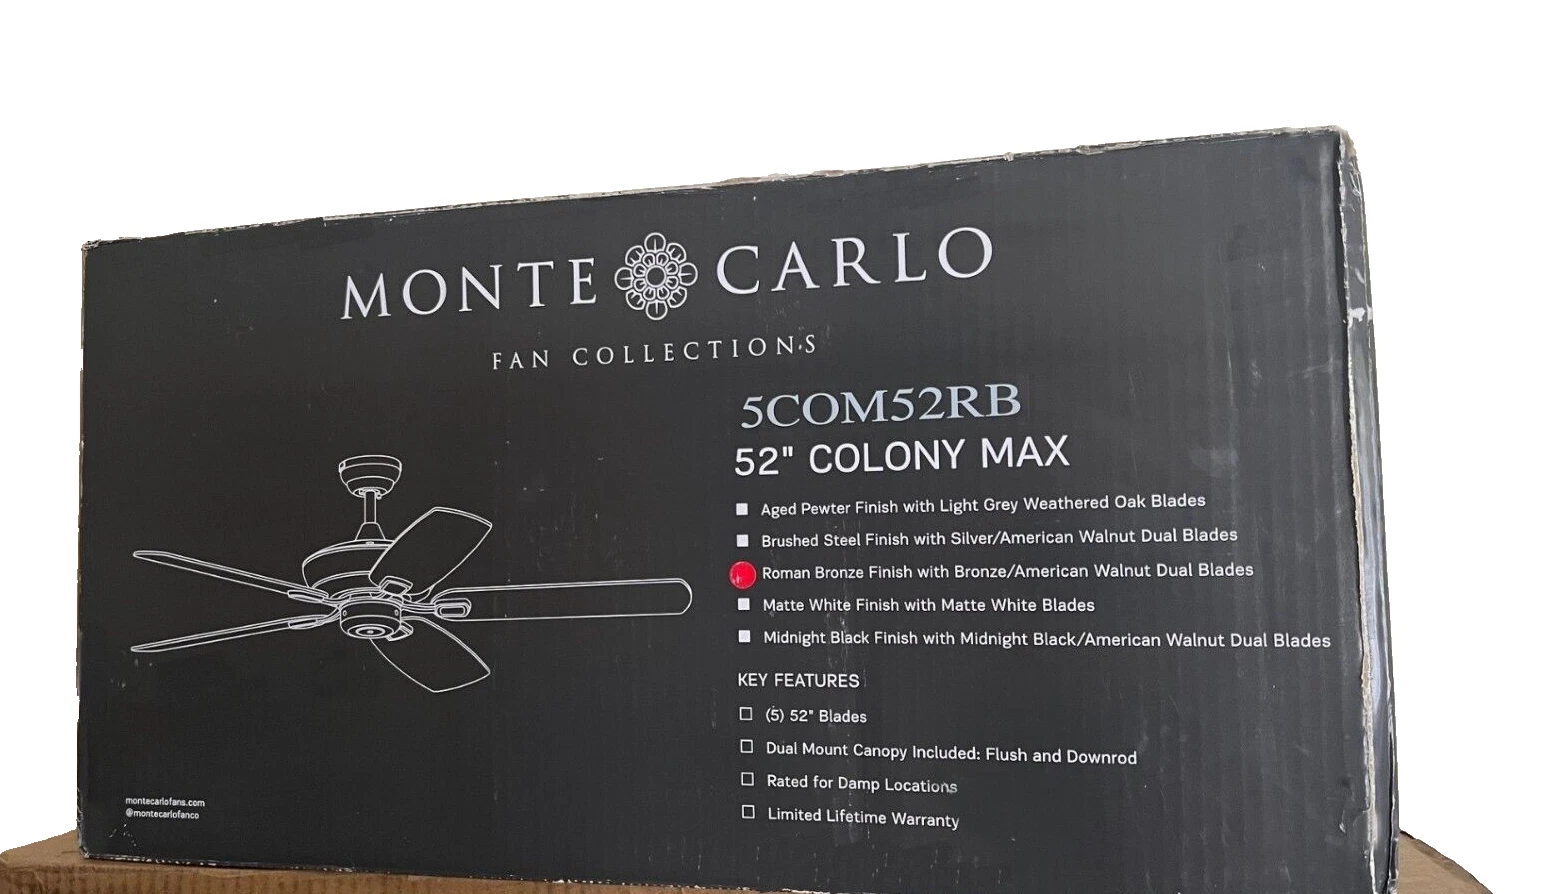 MONTE CARLO
FAN COLLECTIONS
5COM52RB
52" COLONY MAX
Aged Pewter Finish with Light Grey Weathered Oak Blades
Brushed Steel Finish with Silver/American Walnut Dual Blades
Roman Bronze Finish with Bronze/American Walnut Dual Blades
Matte White Finish with Matte White Blades
Midnight Black Finish with Midnight Black/American Walnut Dual Blades
KEY FEATURES
(5) 52" Blades
Dual Mount Canopy Included: Flush and Downrod
Rated for Damp Locations
Limited Lifetime Warranty
montecarlofans.com
@montecarlofanco